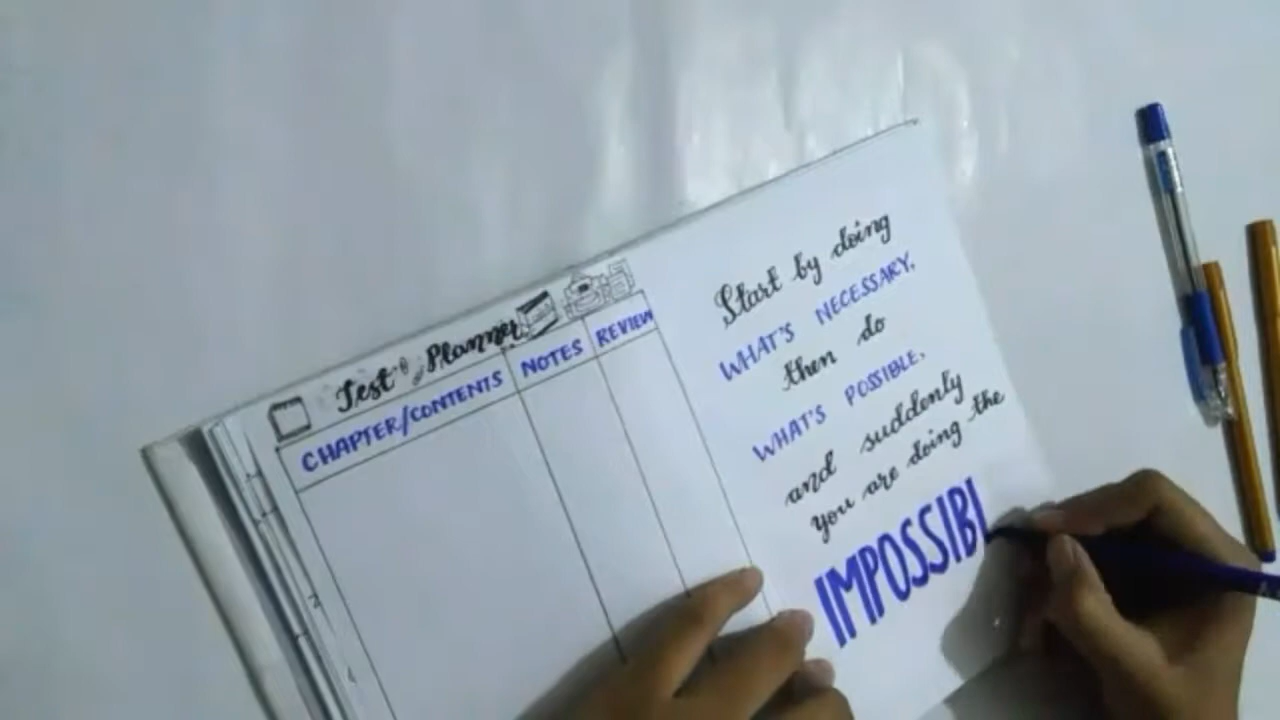 Test Planner
CHAPTER/CONTENTS NOTES REVIEW
Start by doing
WHAT'S NECESSARY,
then do
WHAT'S POSSIBLE,
and suddenly
you are doing the
IMPOSSIBL